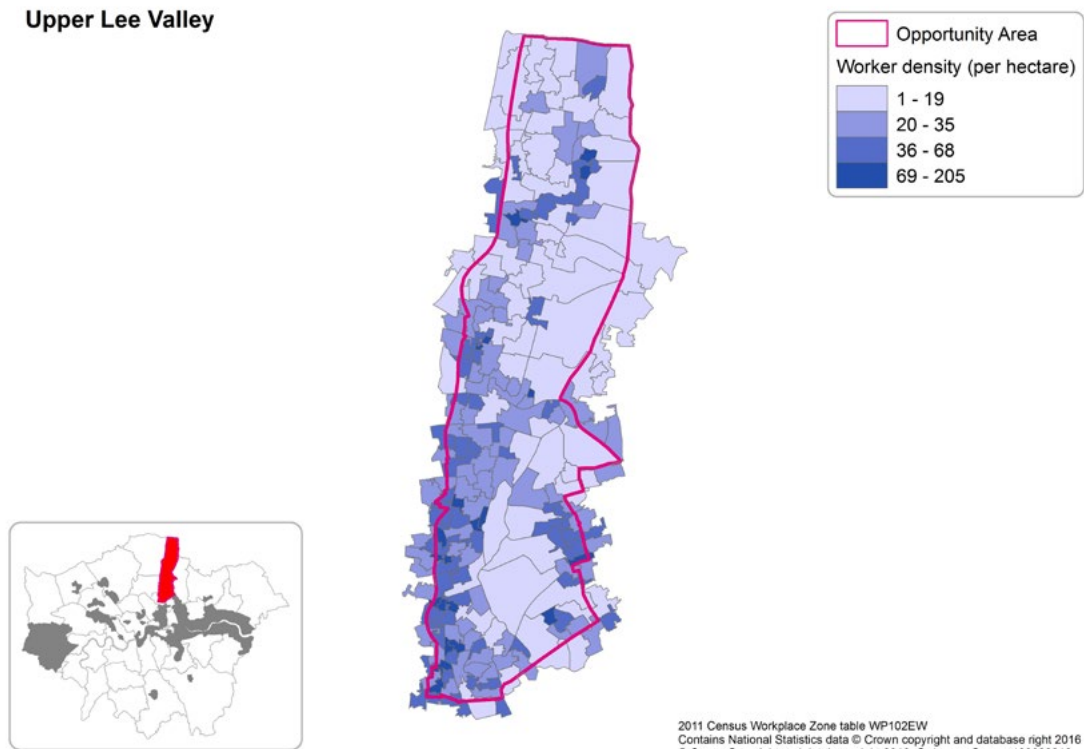 Upper Lee Valley
Opportunity Area
Worker density (per hectare)
1 - 19
20 - 35
36 - 68
69 - 205
2011 Census Workplace Zone table WP102EW
Contains National Statistics data © Crown copyright and database right 2016